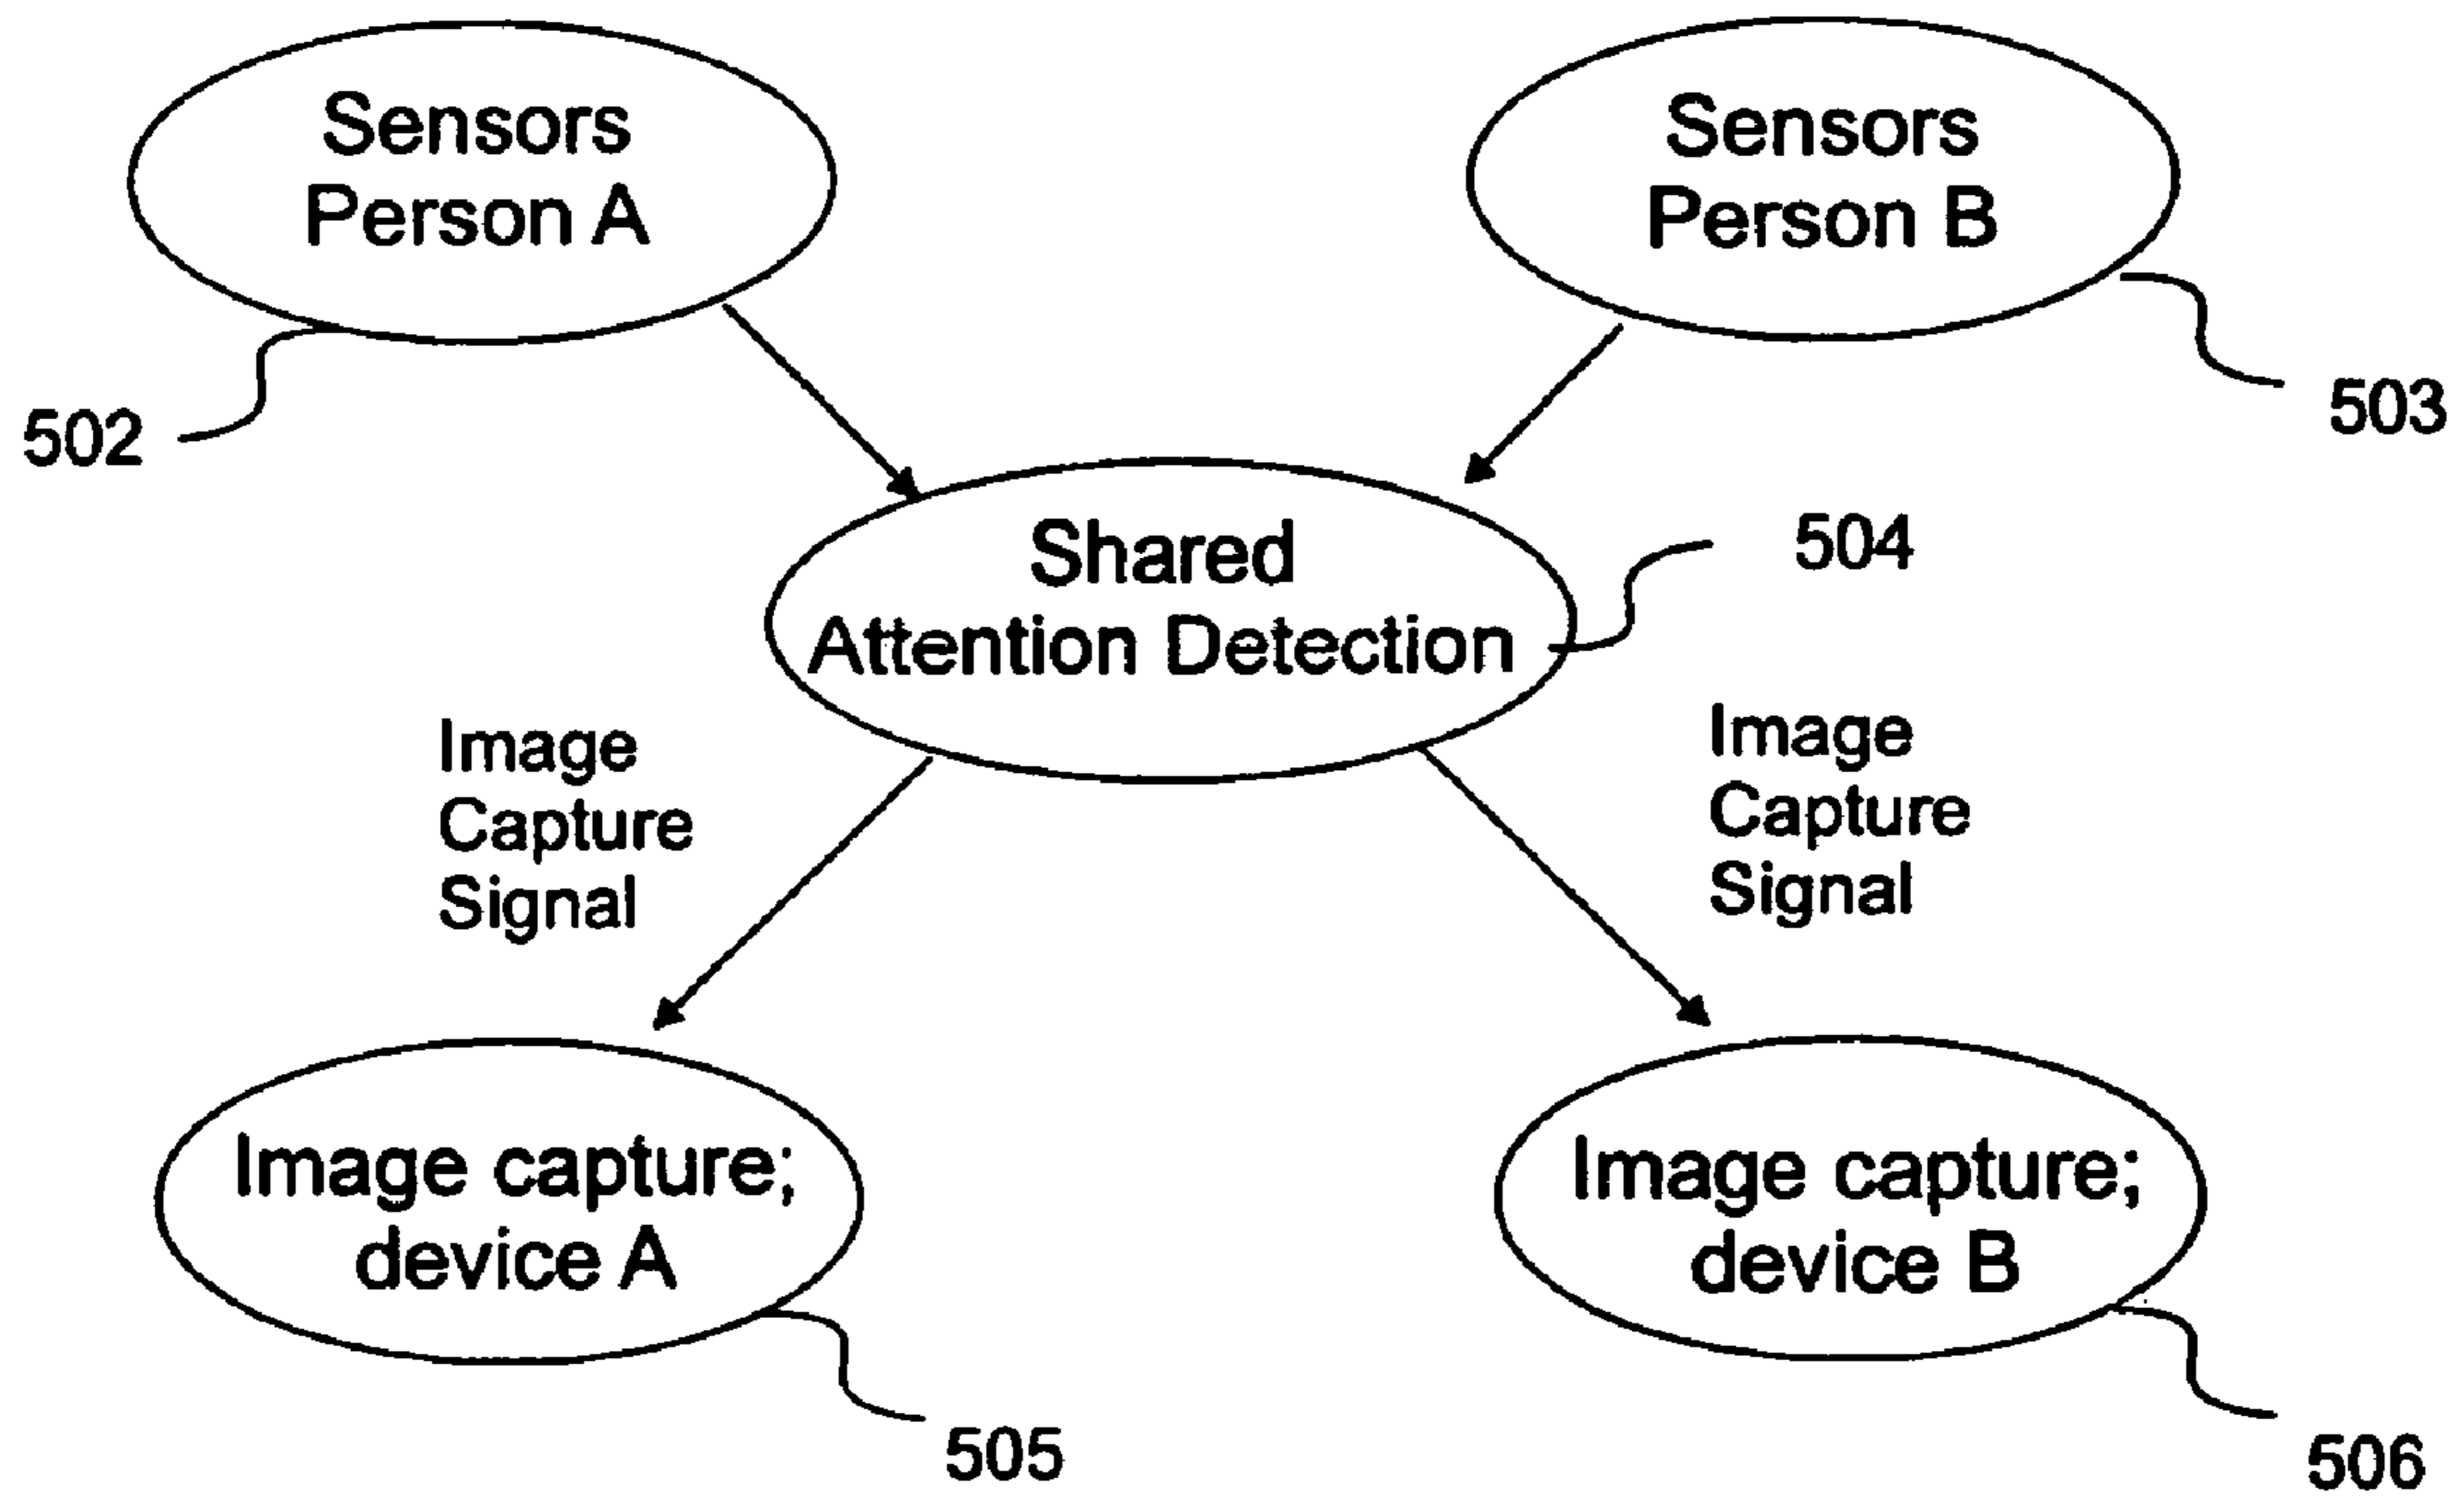 Sensors
Person A
Sensors
Person B
502
503
Shared
Attention Detection
504
Image
Capture
Signal
Image
Capture
Signal
Image capture;
device A
Image capture;
device B
505
506